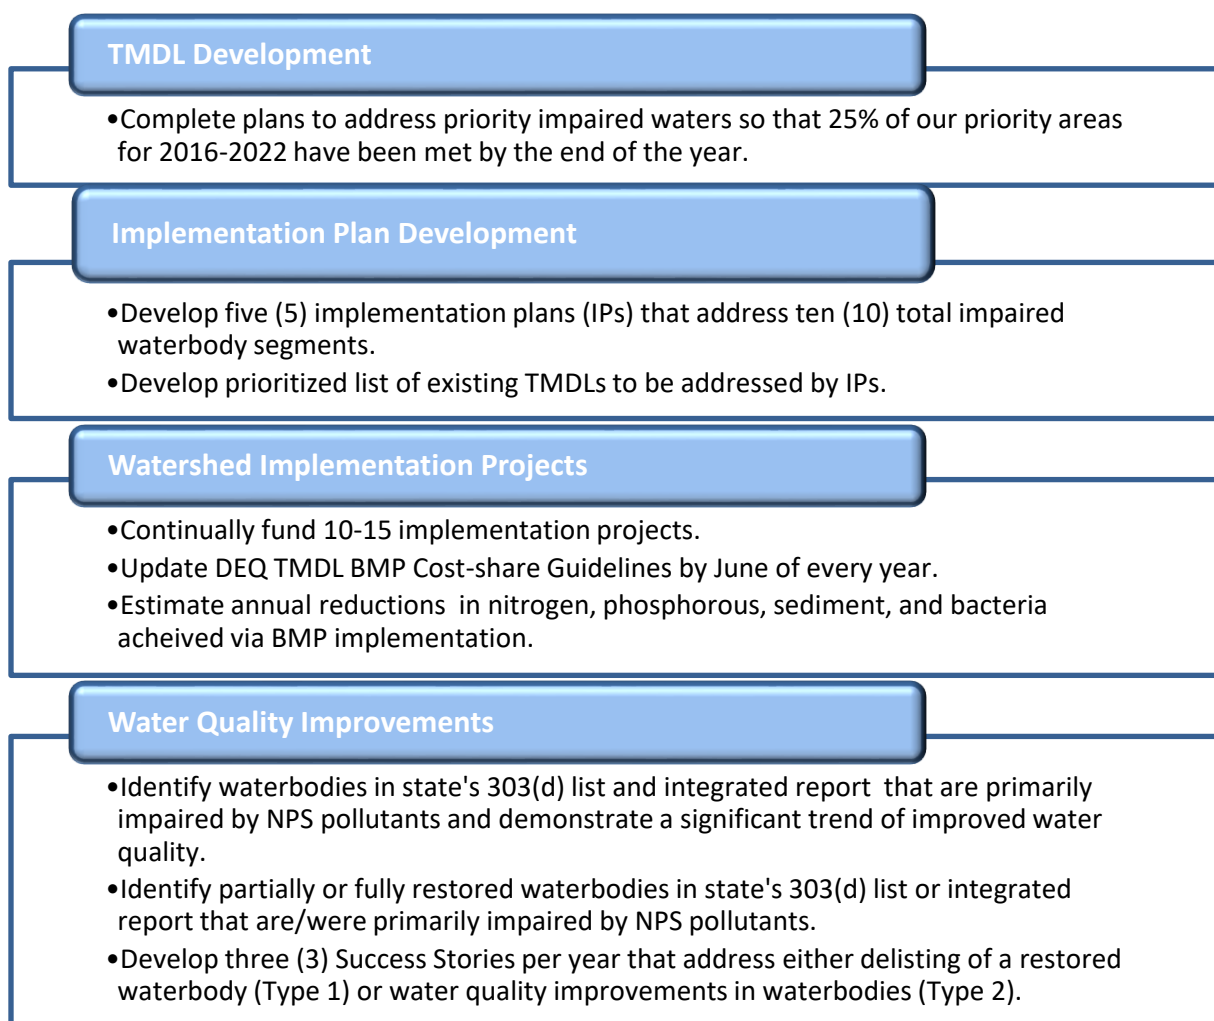 TMDL Development
•Complete plans to address priority impaired waters so that 25% of our priority areas
for 2016-2022 have been met by the end of the year.
Implementation Plan Development
•Develop five (5) implementation plans (IPs) that address ten (10) total impaired
waterbody segments.
•Develop prioritized list of existing TMDLs to be addressed by IPs.
Watershed Implementation Projects
•Continually fund 10-15 implementation projects.
•Update DEQ TMDL BMP Cost-share Guidelines by June of every year.
•Estimate annual reductions  in nitrogen, phosphorous, sediment, and bacteria
acheived via BMP implementation.
Water Quality Improvements
•Identify waterbodies in state's 303(d) list and integrated report  that are primarily
impaired by NPS pollutants and demonstrate a significant trend of improved water
quality.
•Identify partially or fully restored waterbodies in state's 303(d) list or integrated
report that are/were primarily impaired by NPS pollutants.
•Develop three (3) Success Stories per year that address either delisting of a restored
waterbody (Type 1) or water quality improvements in waterbodies (Type 2).